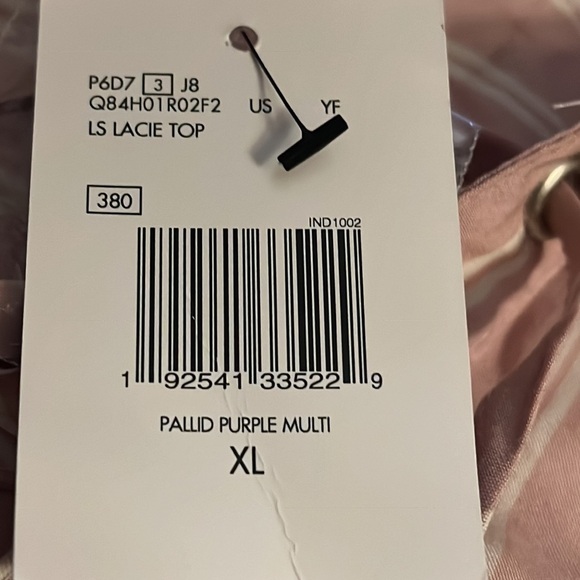 P6D7 3 J8
Q84H01R02F2 US YF
LS LACIE TOP
380
IND1002
1 92541 33522 9
PALLID PURPLE MULTI
XL